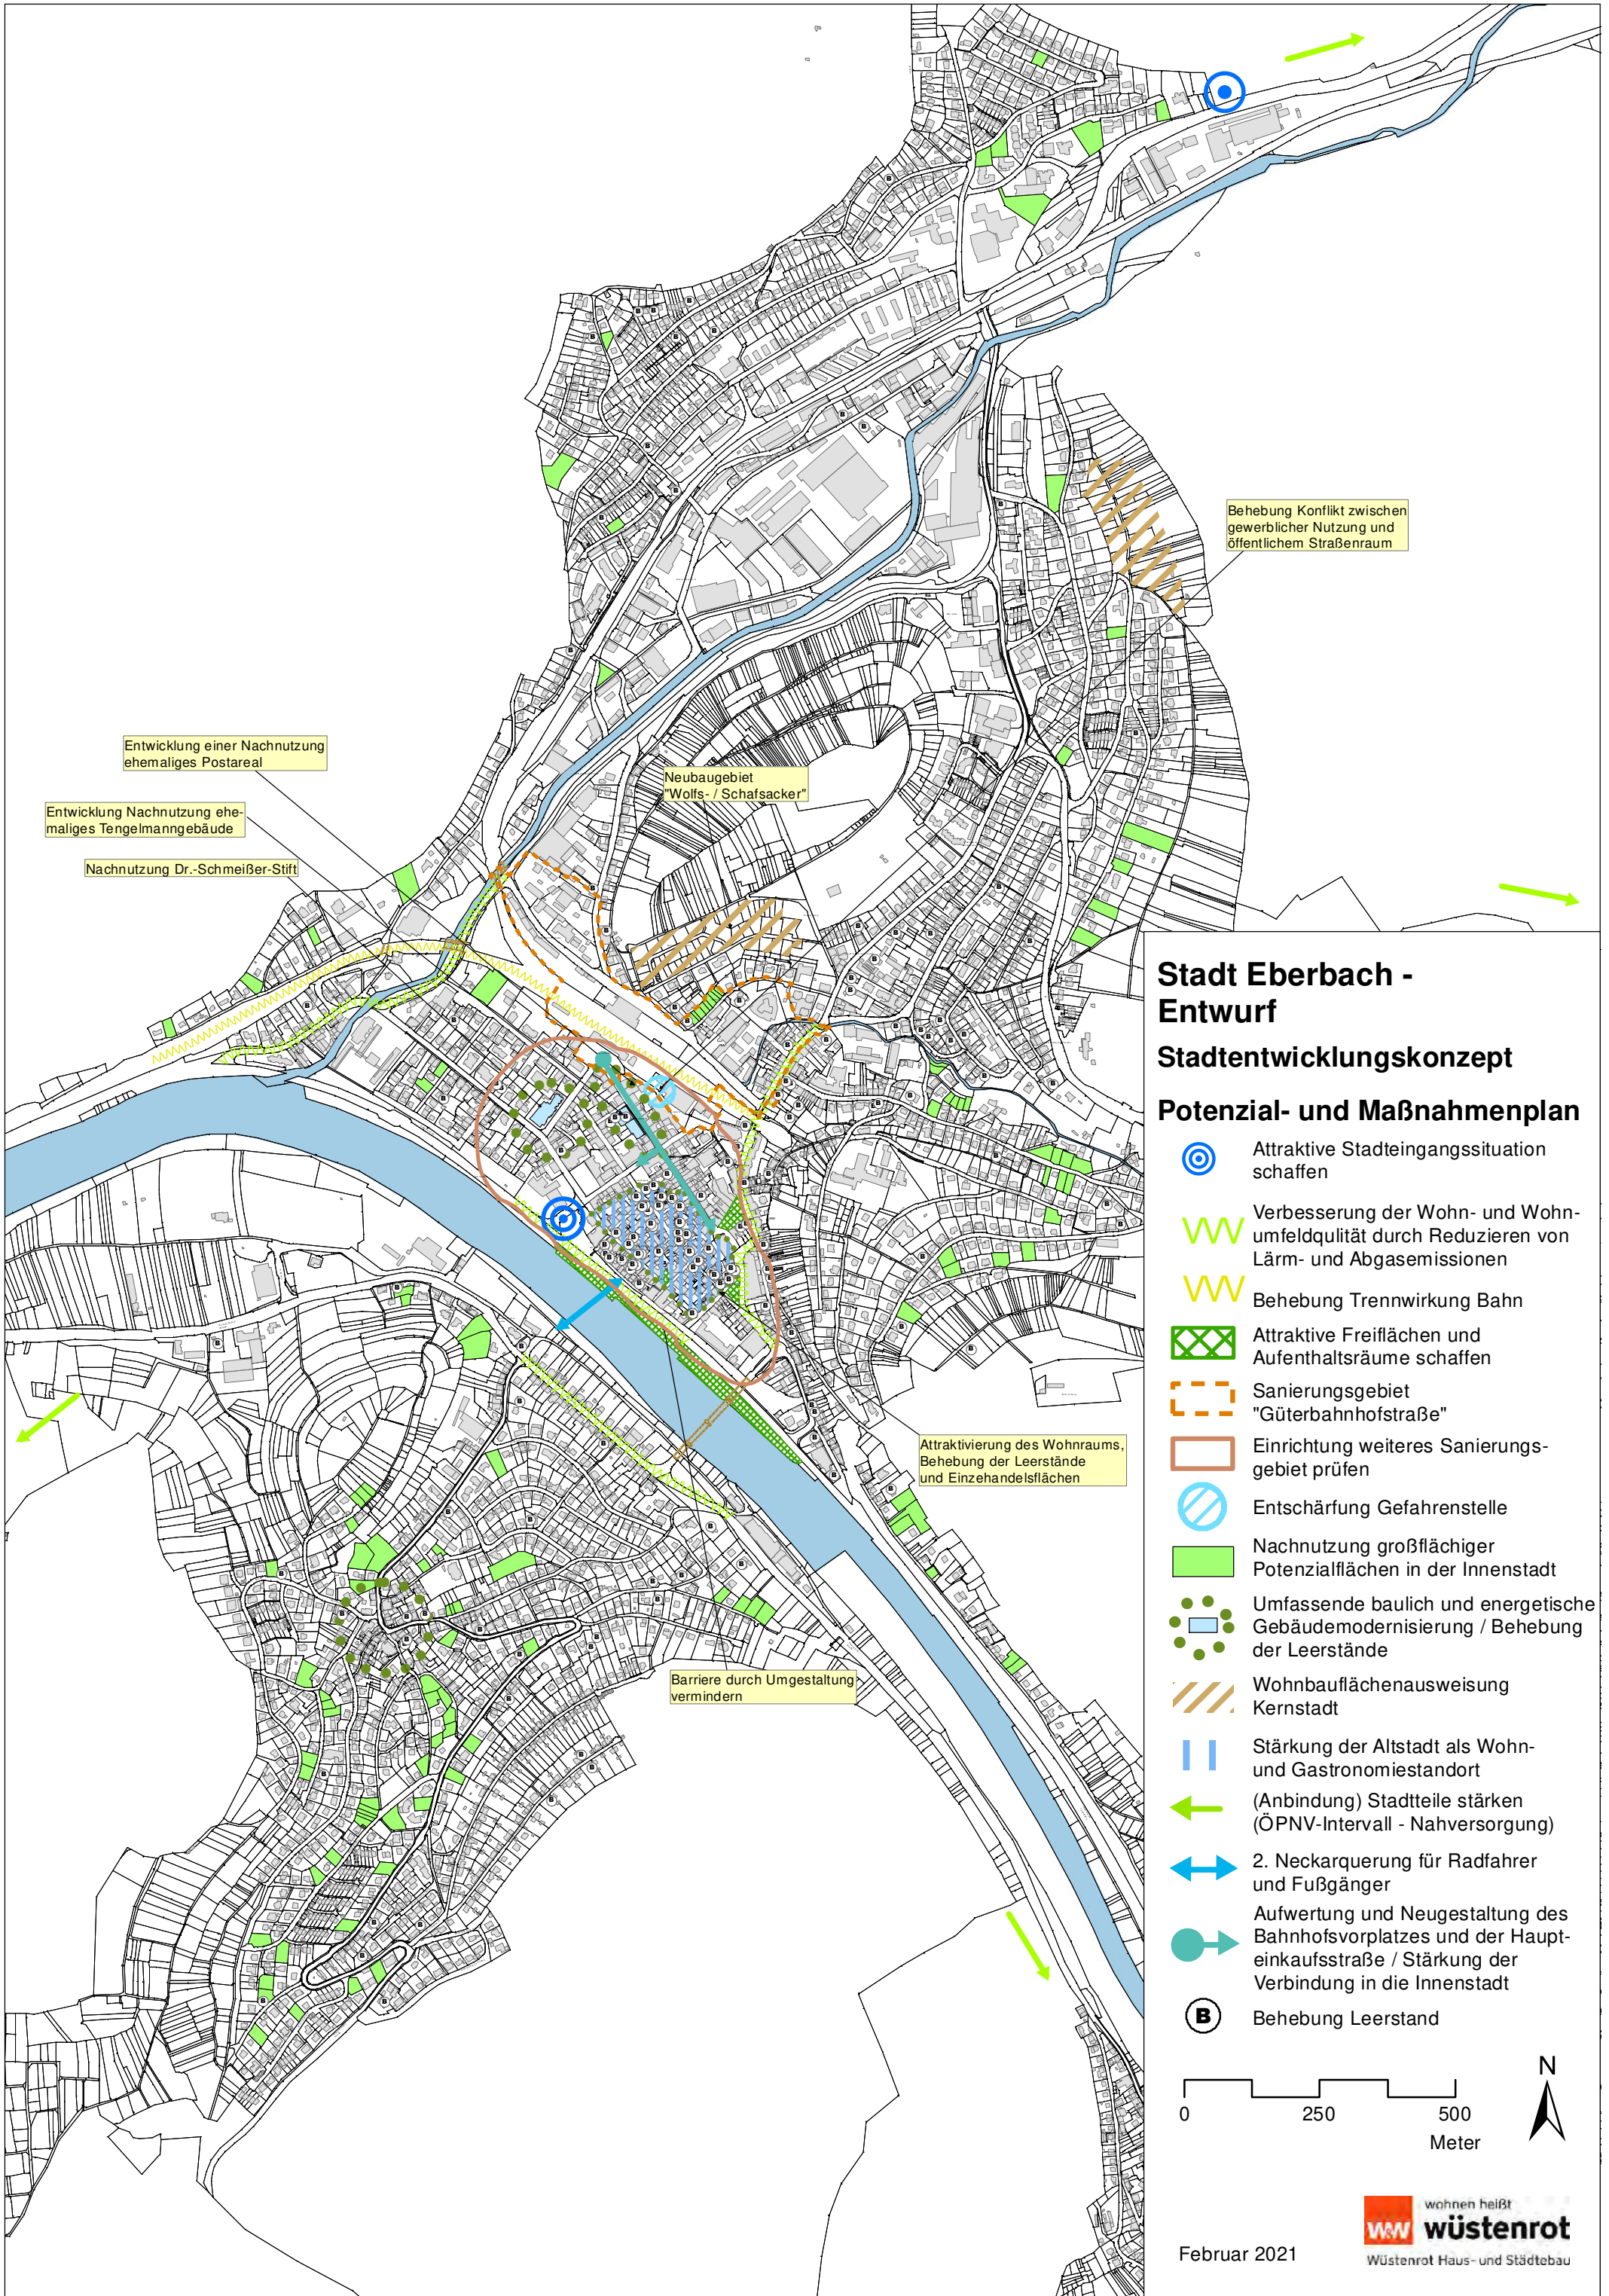 Behebung Konflikt zwischen
gewerblicher Nutzung und
öffentlichem Straßenraum
Entwicklung einer Nachnutzung
ehemaliges Postareal
Entwicklung Nachnutzung ehe-
maliges Tengelmanngebäude
Nachnutzung Dr.-Schmeißer-Stift
Neubaugebiet
"Wolfs- / Schafsacker"
Attraktivierung des Wohnraums,
Behebung der Leerstände
und Einzehandelsflächen
Barriere durch Umgestaltung
vermindern
Stadt Eberbach -
Entwurf
Stadtentwicklungskonzept
Potenzial- und Maßnahmenplan
Attraktive Stadteingangssituation
schaffen
Verbesserung der Wohn- und Wohn-
umfeldqulität durch Reduzieren von
Lärm- und Abgasemissionen
Behebung Trennwirkung Bahn
Attraktive Freiflächen und
Aufenthaltsräume schaffen
Sanierungsgebiet
"Güterbahnhofstraße"
Einrichtung weiteres Sanierungs-
gebiet prüfen
Entschärfung Gefahrenstelle
Nachnutzung großflächiger
Potenzialflächen in der Innenstadt
Umfassende baulich und energetische
Gebäudemodernisierung / Behebung
der Leerstände
Wohnbauflächenausweisung
Kernstadt
Stärkung der Altstadt als Wohn-
und Gastronomiestandort
(Anbindung) Stadtteile stärken
(ÖPNV-Intervall - Nahversorgung)
2. Neckarquerung für Radfahrer
und Fußgänger
Aufwertung und Neugestaltung des
Bahnhofsvorplatzes und der Haupt-
einkaufsstraße / Stärkung der
Verbindung in die Innenstadt
B Behebung Leerstand
N
0 250 500
Meter
Februar 2021
wohnen heißt
W&W wüstenrot
Wüstenrot Haus- und Städtebau